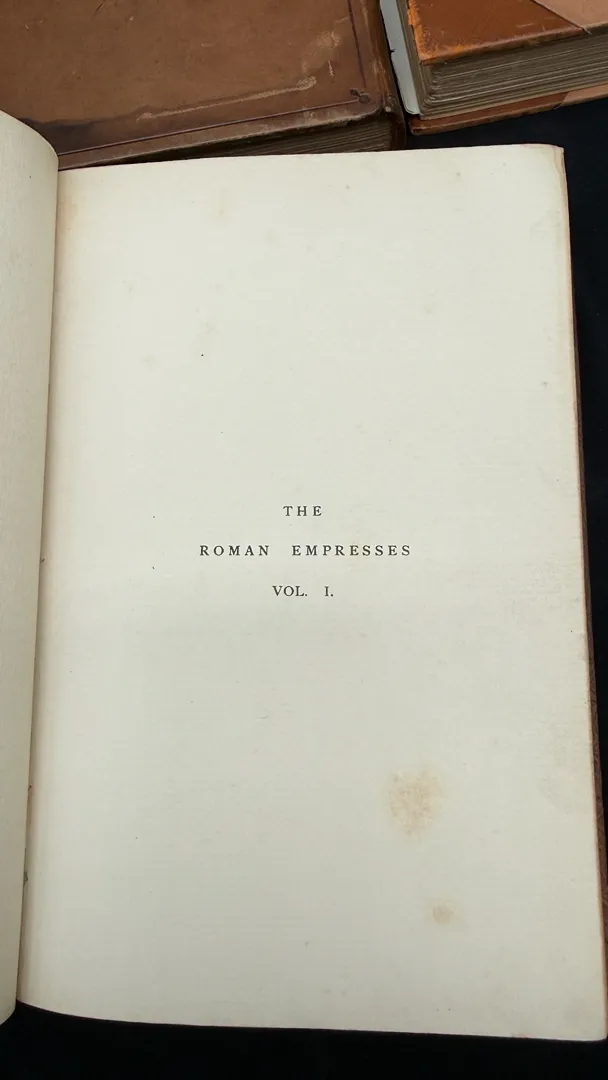 THE
ROMAN EMPRESSES
VOL. I.